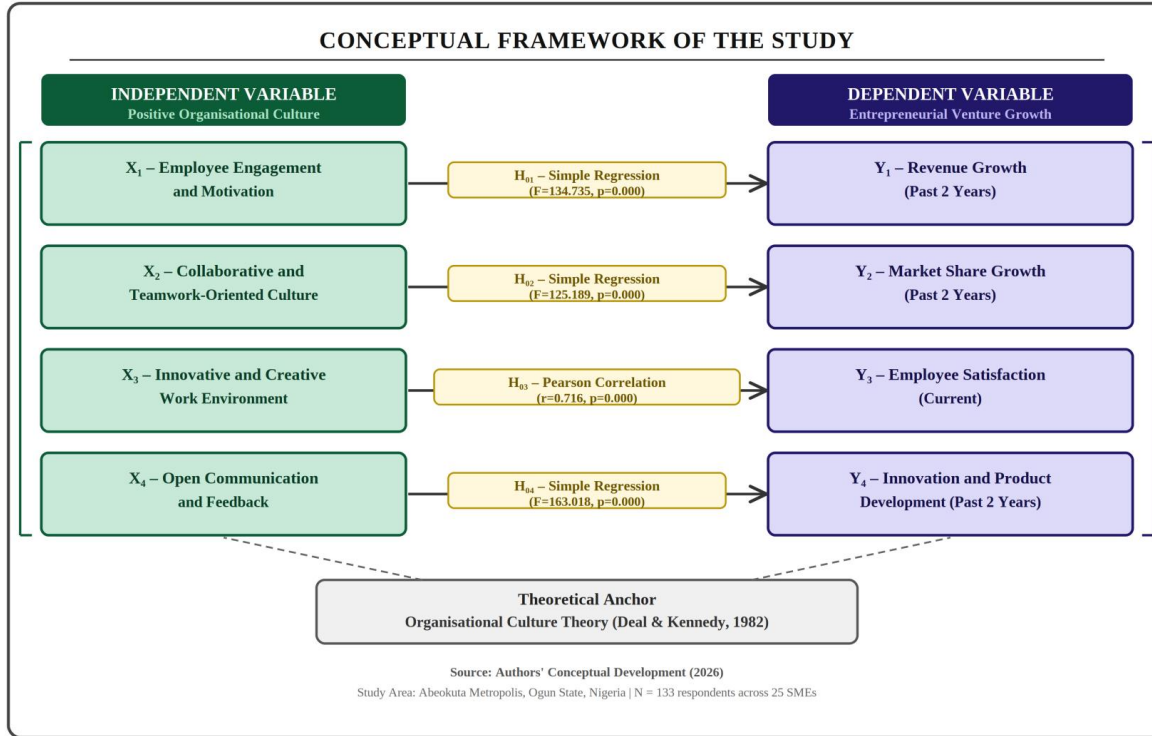 CONCEPTUAL FRAMEWORK OF THE STUDY
INDEPENDENT VARIABLE
Positive Organisational Culture
DEPENDENT VARIABLE
Entrepreneurial Venture Growth
X₁ – Employee Engagement
and Motivation
H₀₁ – Simple Regression
(F=134.735, p=0.000)
Y₁ – Revenue Growth
(Past 2 Years)
X₂ – Collaborative and
Teamwork-Oriented Culture
H₀₂ – Simple Regression
(F=125.189, p=0.000)
Y₂ – Market Share Growth
(Past 2 Years)
X₃ – Innovative and Creative
Work Environment
H₀₃ – Pearson Correlation
(r=0.716, p=0.000)
Y₃ – Employee Satisfaction
(Current)
X₄ – Open Communication
and Feedback
H₀₄ – Simple Regression
(F=163.018, p=0.000)
Y₄ – Innovation and Product
Development (Past 2 Years)
Theoretical Anchor
Organisational Culture Theory (Deal & Kennedy, 1982)
Source: Authors' Conceptual Development (2026)
Study Area: Abeokuta Metropolis, Ogun State, Nigeria | N = 133 respondents across 25 SMEs